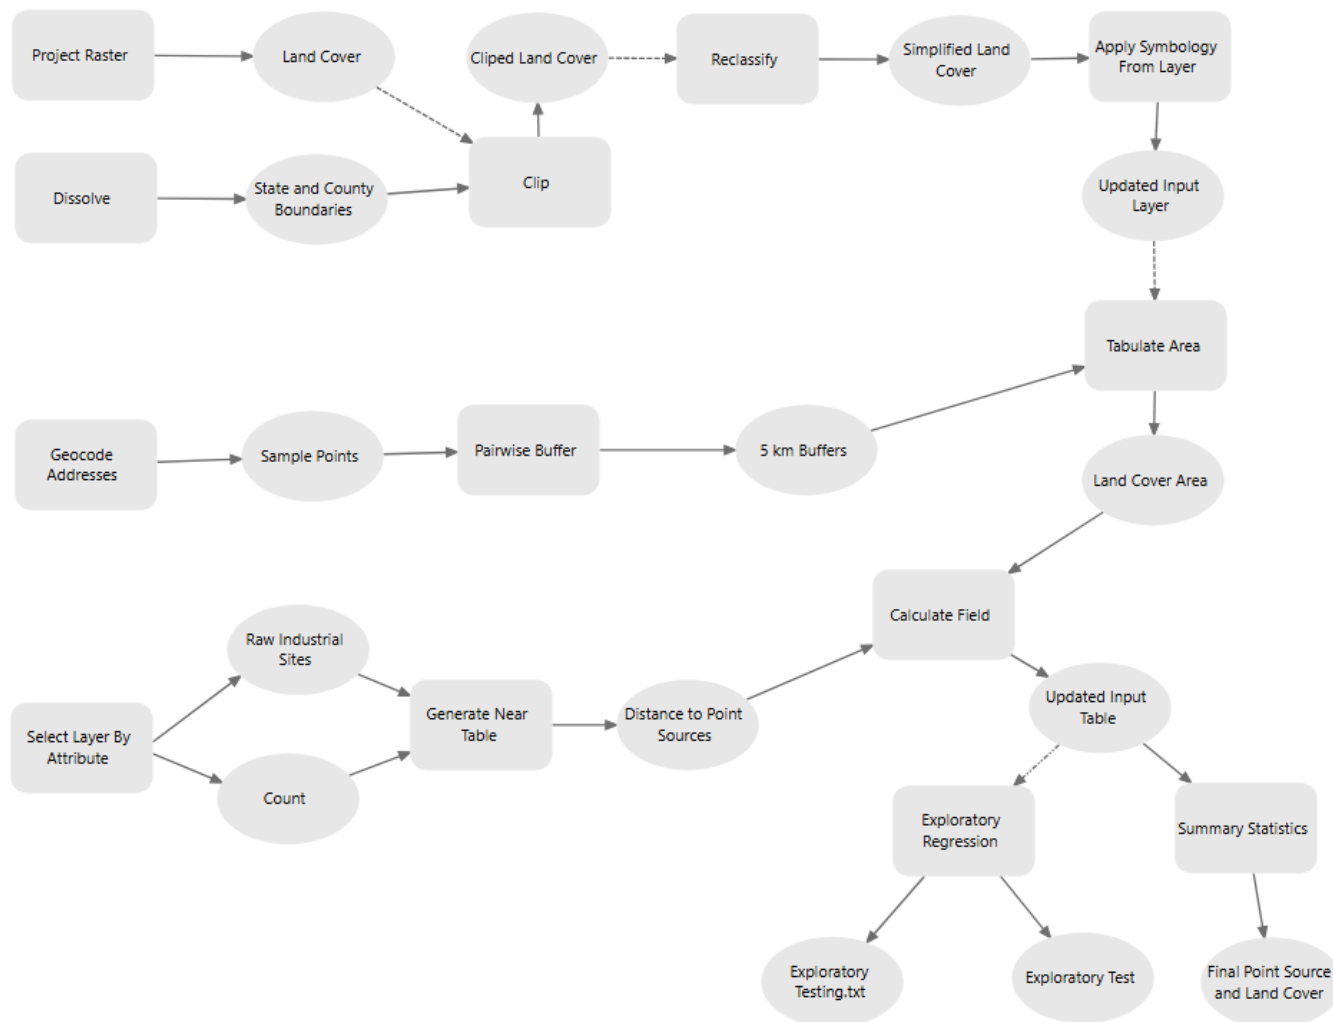 Project Raster
Land Cover
Cliped Land Cover
Reclassify
Simplified Land
Cover
Apply Symbology
From Layer
Dissolve
State and County
Boundaries
Clip
Updated Input
Layer
Tabulate Area
Geocode
Addresses
Sample Points
Pairwise Buffer
5 km Buffers
Land Cover Area
Calculate Field
Raw Industrial
Sites
Select Layer By
Attribute
Count
Generate Near
Table
Distance to Point
Sources
Updated Input
Table
Exploratory
Regression
Summary Statistics
Exploratory
Testing.txt
Exploratory Test
Final Point Source
and Land Cover